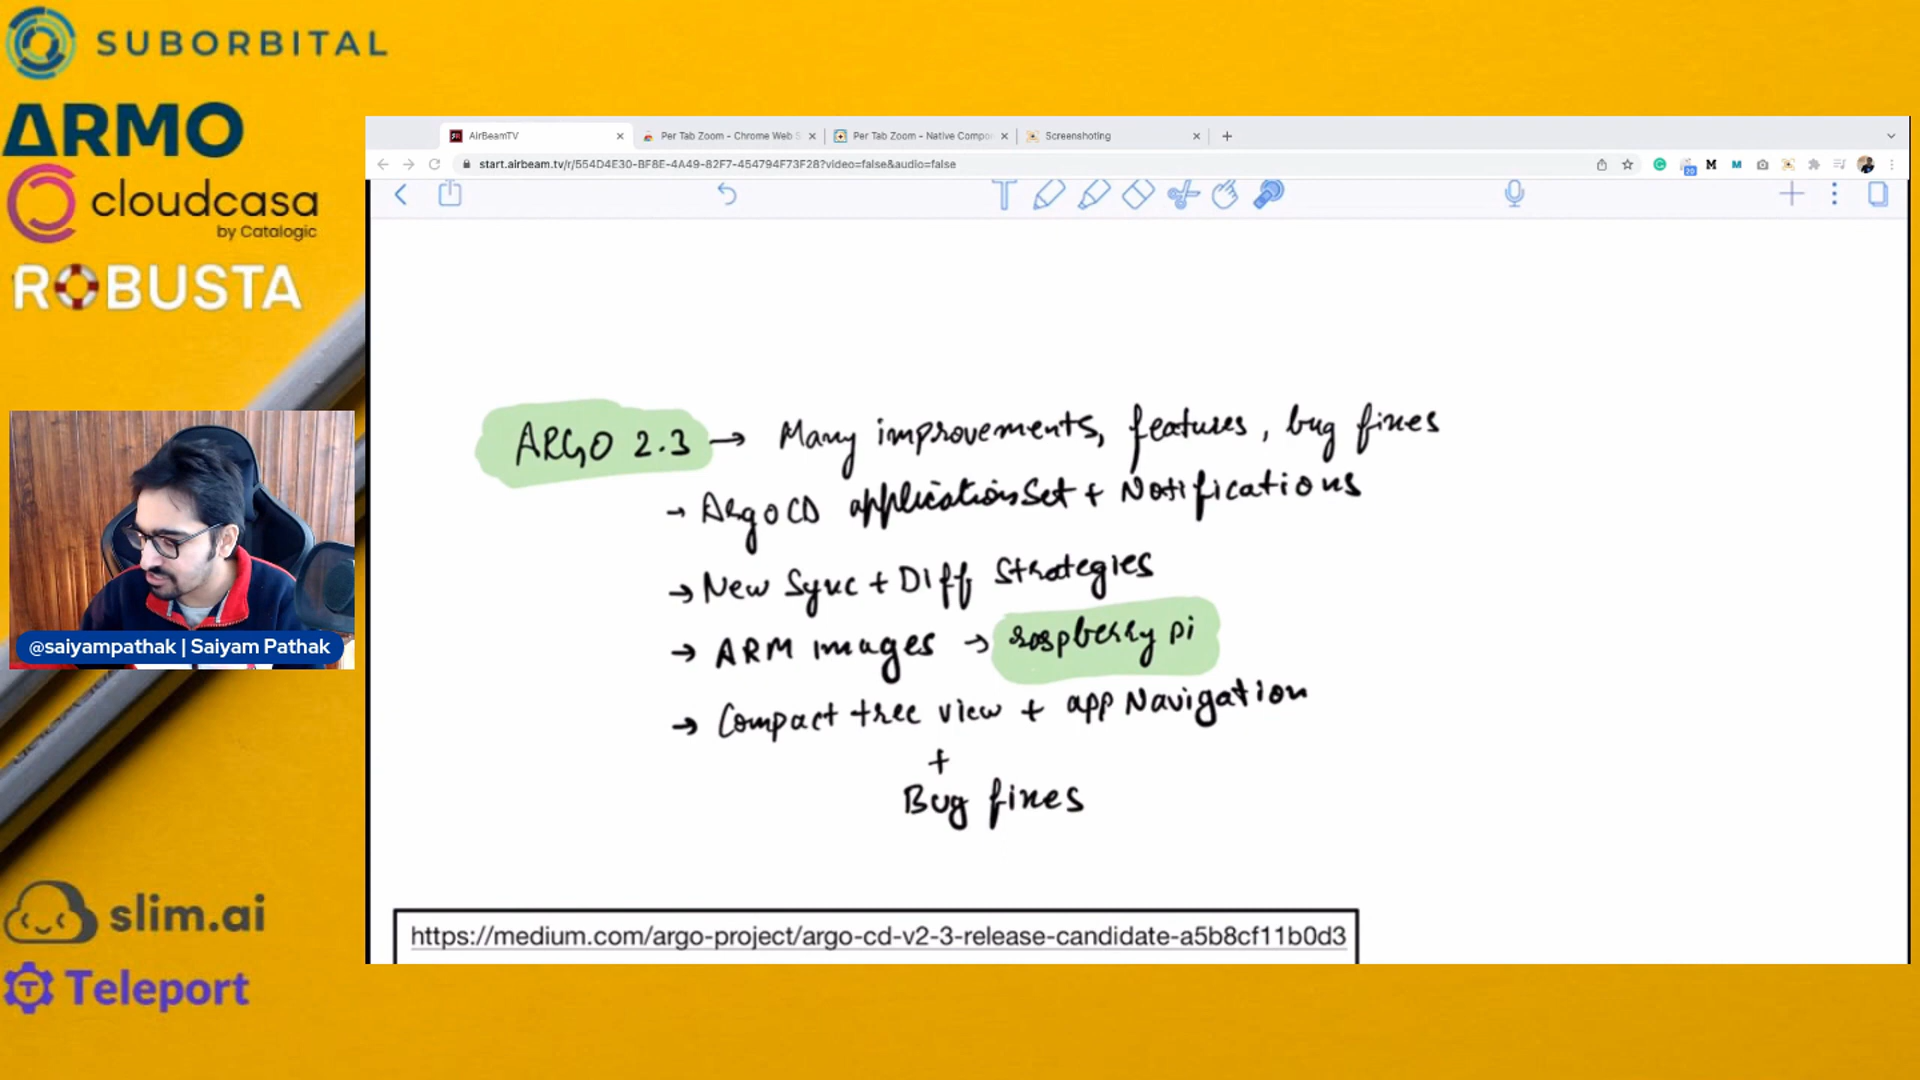 SUBORBITAL
ARMO
cloudcasa
by Catalogic
ROBUSTA
AirBeamTV
Per Tab Zoom - Chrome Web S
Per Tab Zoom - Native Compo
Screenshoting
start.airbeam.tv/r/554D4E30-BF8E-4A49-82F7-454794F73F28?video=false&audio=false
ARGO 2.3 → Many improvements, features, bug fixes
→ ArgoCD applicationSet + Notifications
→ New Sync + Diff Strategies
→ ARM images → raspberry pi
→ Compact tree view + app Navigation
+
Bug fixes
@saiyampathak | Saiyam Pathak
slim.ai
Teleport
https://medium.com/argo-project/argo-cd-v2-3-release-candidate-a5b8cf11b0d3